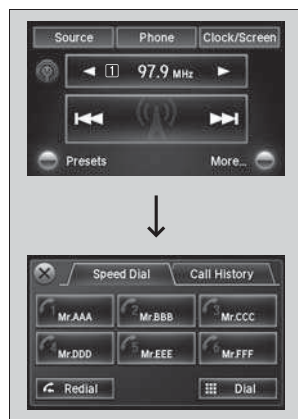 Source Phone Clock/Screen
1 97.9 MHz
Presets More...
Speed Dial Call History
1 Mr.AAA 2 Mr.BBB 3 Mr.CCC
4 Mr.DDD 5 Mr.EEE 6 Mr.FFF
Redial Dial